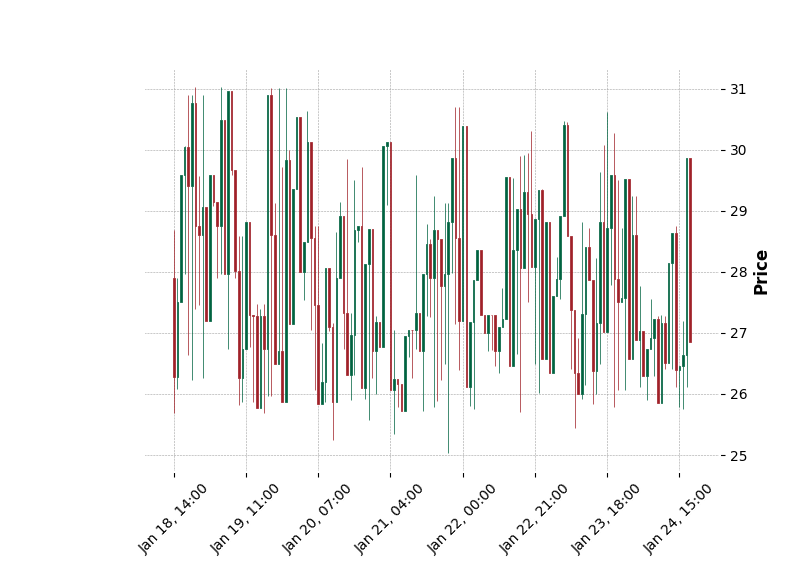 31
30
29
28
27
26
25
Price
Jan 18, 14:00
Jan 19, 11:00
Jan 20, 07:00
Jan 21, 04:00
Jan 22, 00:00
Jan 22, 21:00
Jan 23, 18:00
Jan 24, 15:00